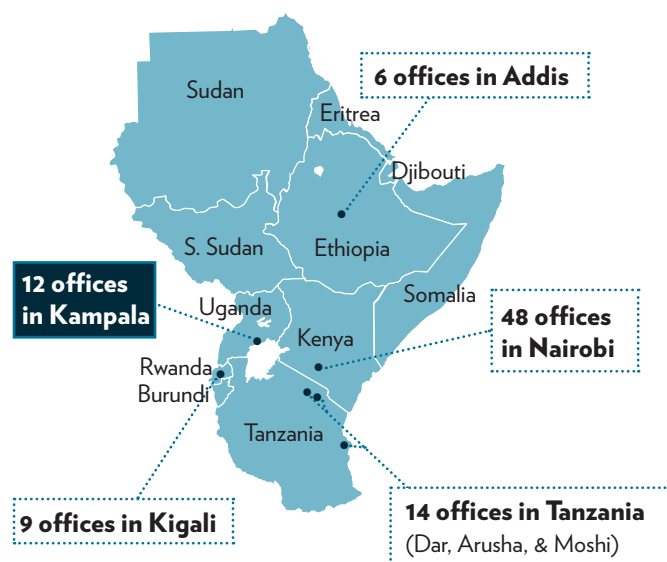 6 offices in Addis
Sudan
Eritrea
Djibouti
S. Sudan
Ethiopia
12 offices
in Kampala
Uganda
Somalia
48 offices
in Nairobi
Kenya
Rwanda
Burundi
Tanzania
9 offices in Kigali
14 offices in Tanzania
(Dar, Arusha, & Moshi)